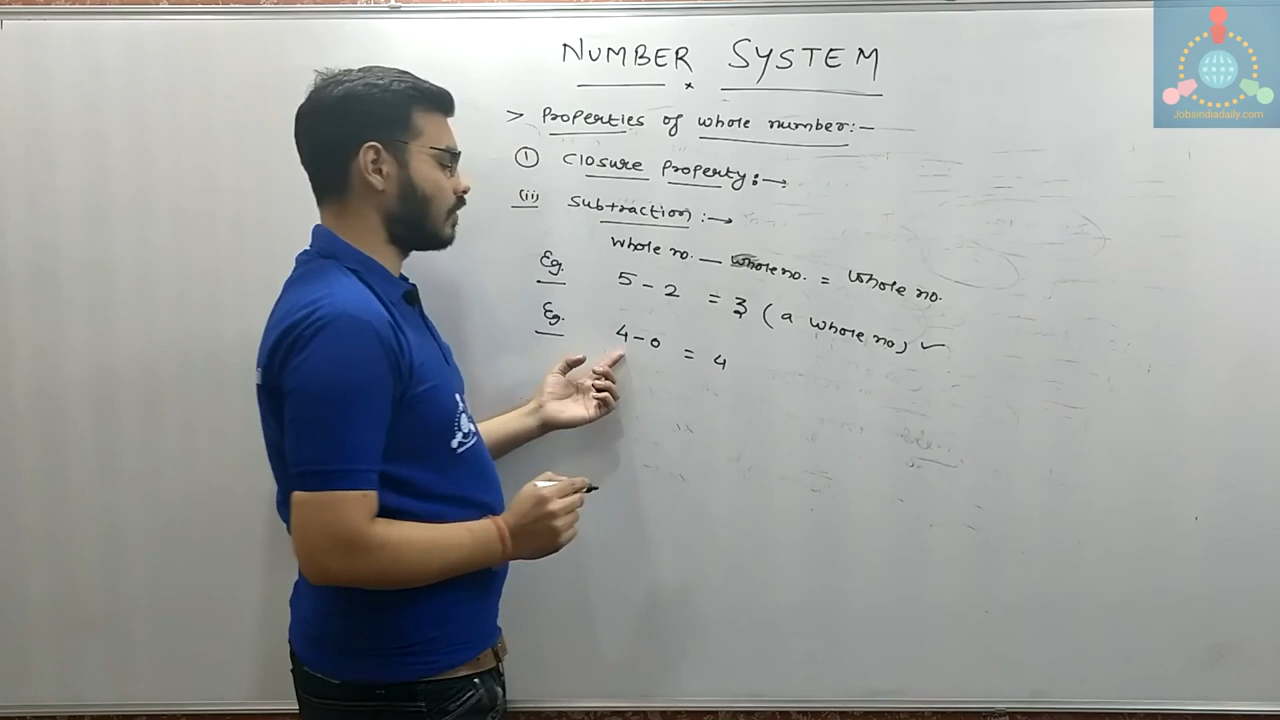 NUMBER SYSTEM
> Properties of whole number:-
① Closure Property:→
(ii) Subtraction:→
Whole no. - Whole no. = Whole no.
Eg. 5 - 2 = 3 (a whole no) ✓
Eg. 4 - 0 = 4
Jobsindiadaily.com